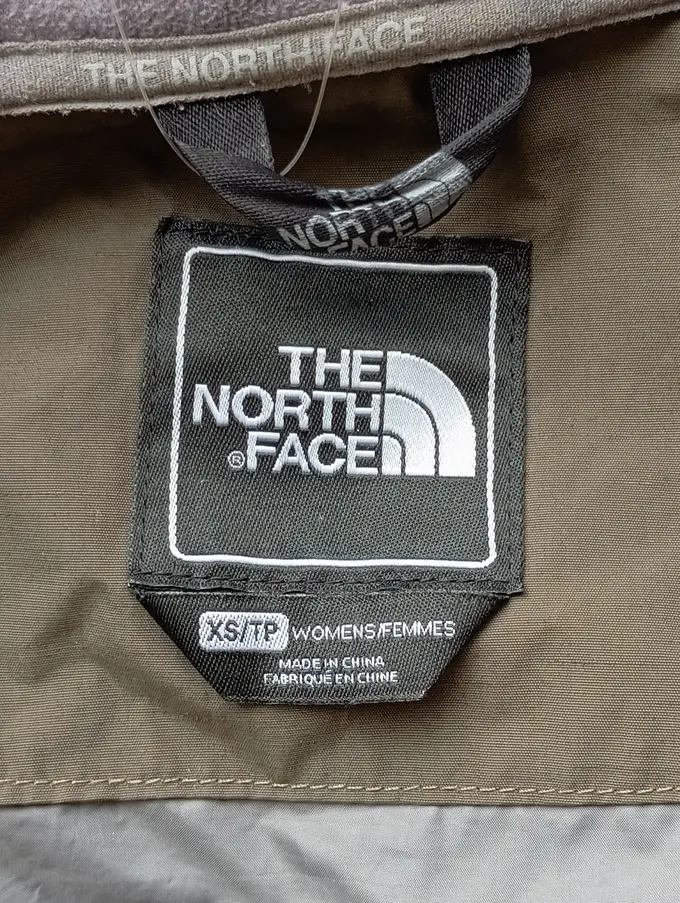 THE NORTH FACE
THE
NORTH
FACE
THE
NORTH
®FACE
XS/TP WOMENS/FEMMES
MADE IN CHINA
FABRIQUÉ EN CHINE